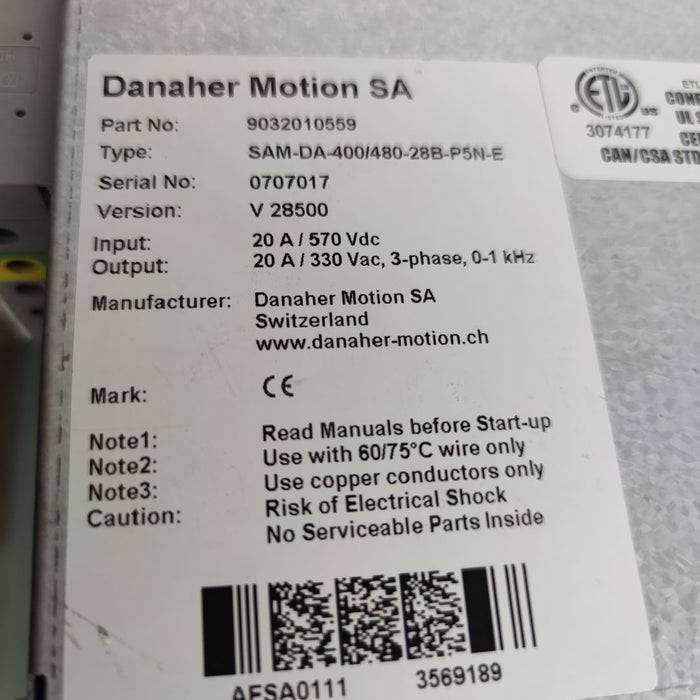 Danaher Motion SA
Part No: 9032010559
Type: SAM-DA-400/480-28B-P5N-E
Serial No: 0707017
Version: V 28500
Input: 20 A / 570 Vdc
Output: 20 A / 330 Vac, 3-phase, 0-1 kHz
Manufacturer: Danaher Motion SA
Switzerland
www.danaher-motion.ch
Mark: CE
Note1: Read Manuals before Start-up
Note2: Use with 60/75°C wire only
Note3: Use copper conductors only
Caution: Risk of Electrical Shock
No Serviceable Parts Inside
AFSA0111 3569189
ETL
C US
3074177
CAN/CSA STD